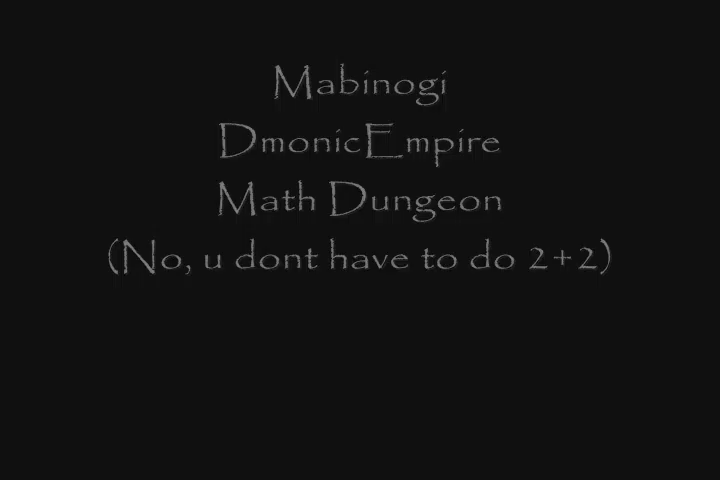 Mabinogi
DmonicEmpire
Math Dungeon
(No, u dont have to do 2+2)